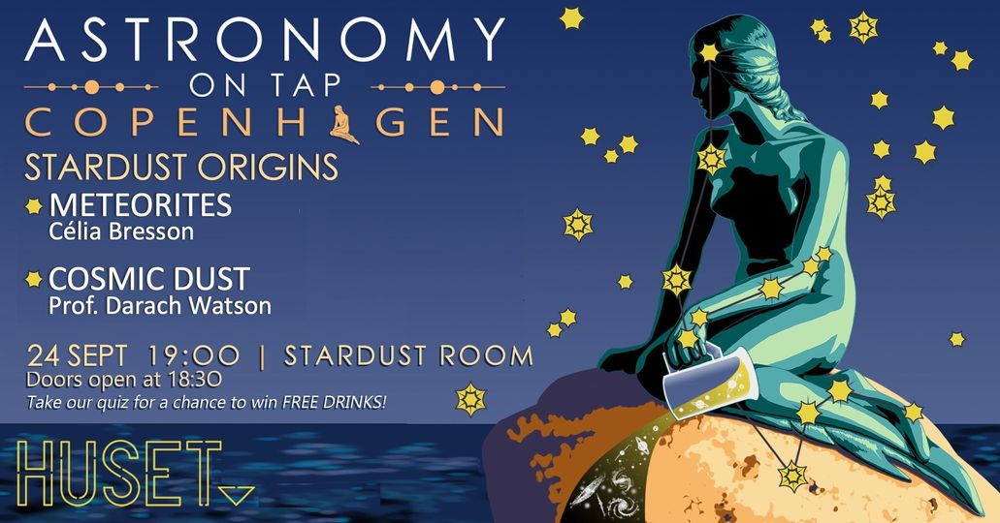 ASTRONOMY
ON TAP
COPENHAGEN
STARDUST ORIGINS
METEORITES
Célia Bresson
COSMIC DUST
Prof. Darach Watson
24 SEPT 19:00 | STARDUST ROOM
Doors open at 18:30
Take our quiz for a chance to win FREE DRINKS!
HUSET